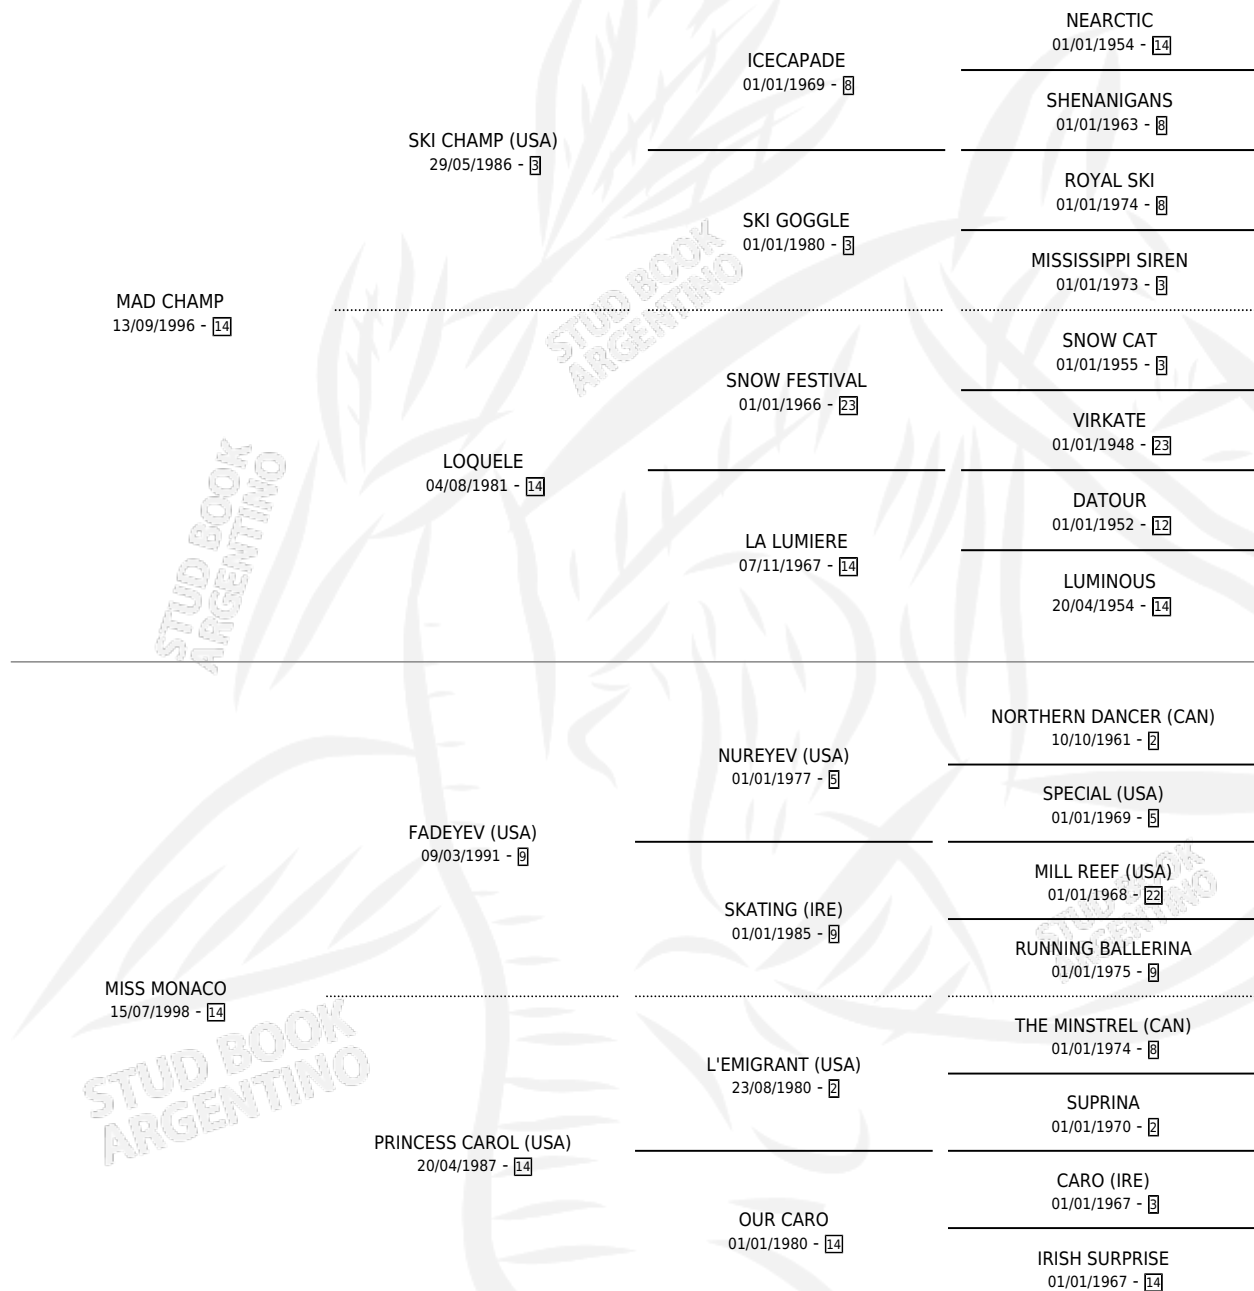 NEARCTIC
01/01/1954 - 14
ICECAPADE
01/01/1969 - 8
SHENANIGANS
01/01/1963 - 8
SKI CHAMP (USA)
29/05/1986 - 3
ROYAL SKI
01/01/1974 - 8
SKI GOGGLE
01/01/1980 - 3
MISSISSIPPI SIREN
01/01/1973 - 3
MAD CHAMP
13/09/1996 - 14
SNOW CAT
01/01/1955 - 3
SNOW FESTIVAL
01/01/1966 - 23
VIRKATE
01/01/1948 - 23
LOQUELE
04/08/1981 - 14
DATOUR
01/01/1952 - 12
LA LUMIERE
07/11/1967 - 14
LUMINOUS
20/04/1954 - 14
NORTHERN DANCER (CAN)
10/10/1961 - 2
NUREYEV (USA)
01/01/1977 - 5
SPECIAL (USA)
01/01/1969 - 5
FADEYEV (USA)
09/03/1991 - 9
MILL REEF (USA)
01/01/1968 - 22
SKATING (IRE)
01/01/1985 - 9
RUNNING BALLERINA
01/01/1975 - 9
MISS MONACO
15/07/1998 - 14
THE MINSTREL (CAN)
01/01/1974 - 8
L'EMIGRANT (USA)
23/08/1980 - 2
SUPRINA
01/01/1970 - 2
PRINCESS CAROL (USA)
20/04/1987 - 14
CARO (IRE)
01/01/1967 - 3
OUR CARO
01/01/1980 - 14
IRISH SURPRISE
01/01/1967 - 14
STUD BOOK
ARGENTINO
STUD BOOK
ARGENTINO
STUD BOOK
ARGENTINO
STUD BOOK
ARGENTINO